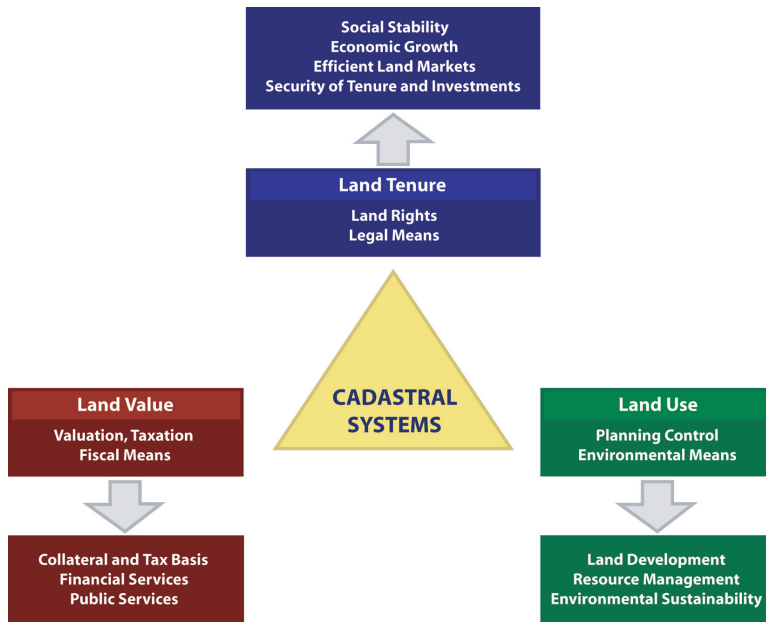 Social Stability
Economic Growth
Efficient Land Markets
Security of Tenure and Investments
Land Tenure
Land Rights
Legal Means
CADASTRAL
SYSTEMS
Land Value
Valuation, Taxation
Fiscal Means
Collateral and Tax Basis
Financial Services
Public Services
Land Use
Planning Control
Environmental Means
Land Development
Resource Management
Environmental Sustainability